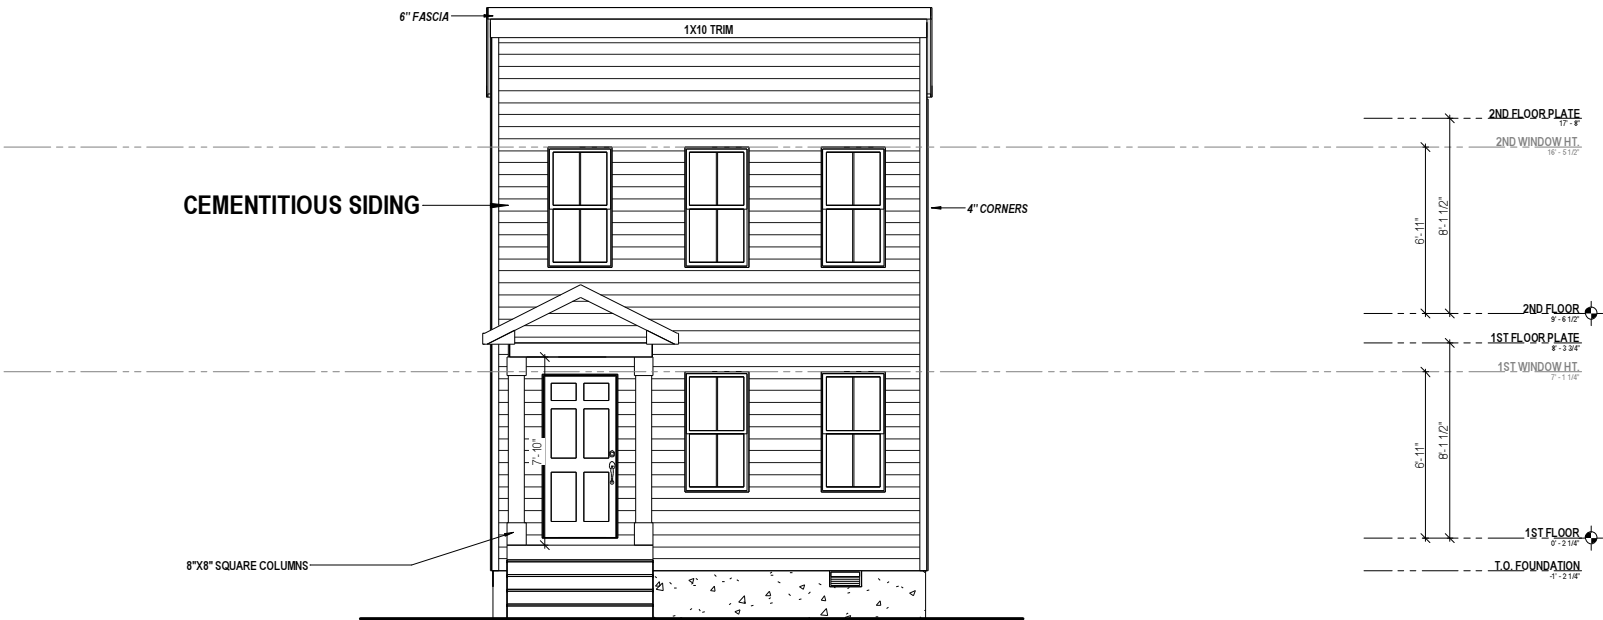 6" FASCIA
1X10 TRIM
2ND FLOOR PLATE
17' - 8"
2ND WINDOW HT.
16' - 5 1/2"
CEMENTITIOUS SIDING
4" CORNERS
6'-11"
8'-1 1/2"
2ND FLOOR
9' - 6 1/2"
1ST FLOOR PLATE
8' - 3 3/4"
1ST WINDOW HT.
7' - 1 1/4"
7'-10"
6'-11"
8'-1 1/2"
1ST FLOOR
0' - 2 1/4"
8"X8" SQUARE COLUMNS
T.O. FOUNDATION
-1' - 2 1/4"